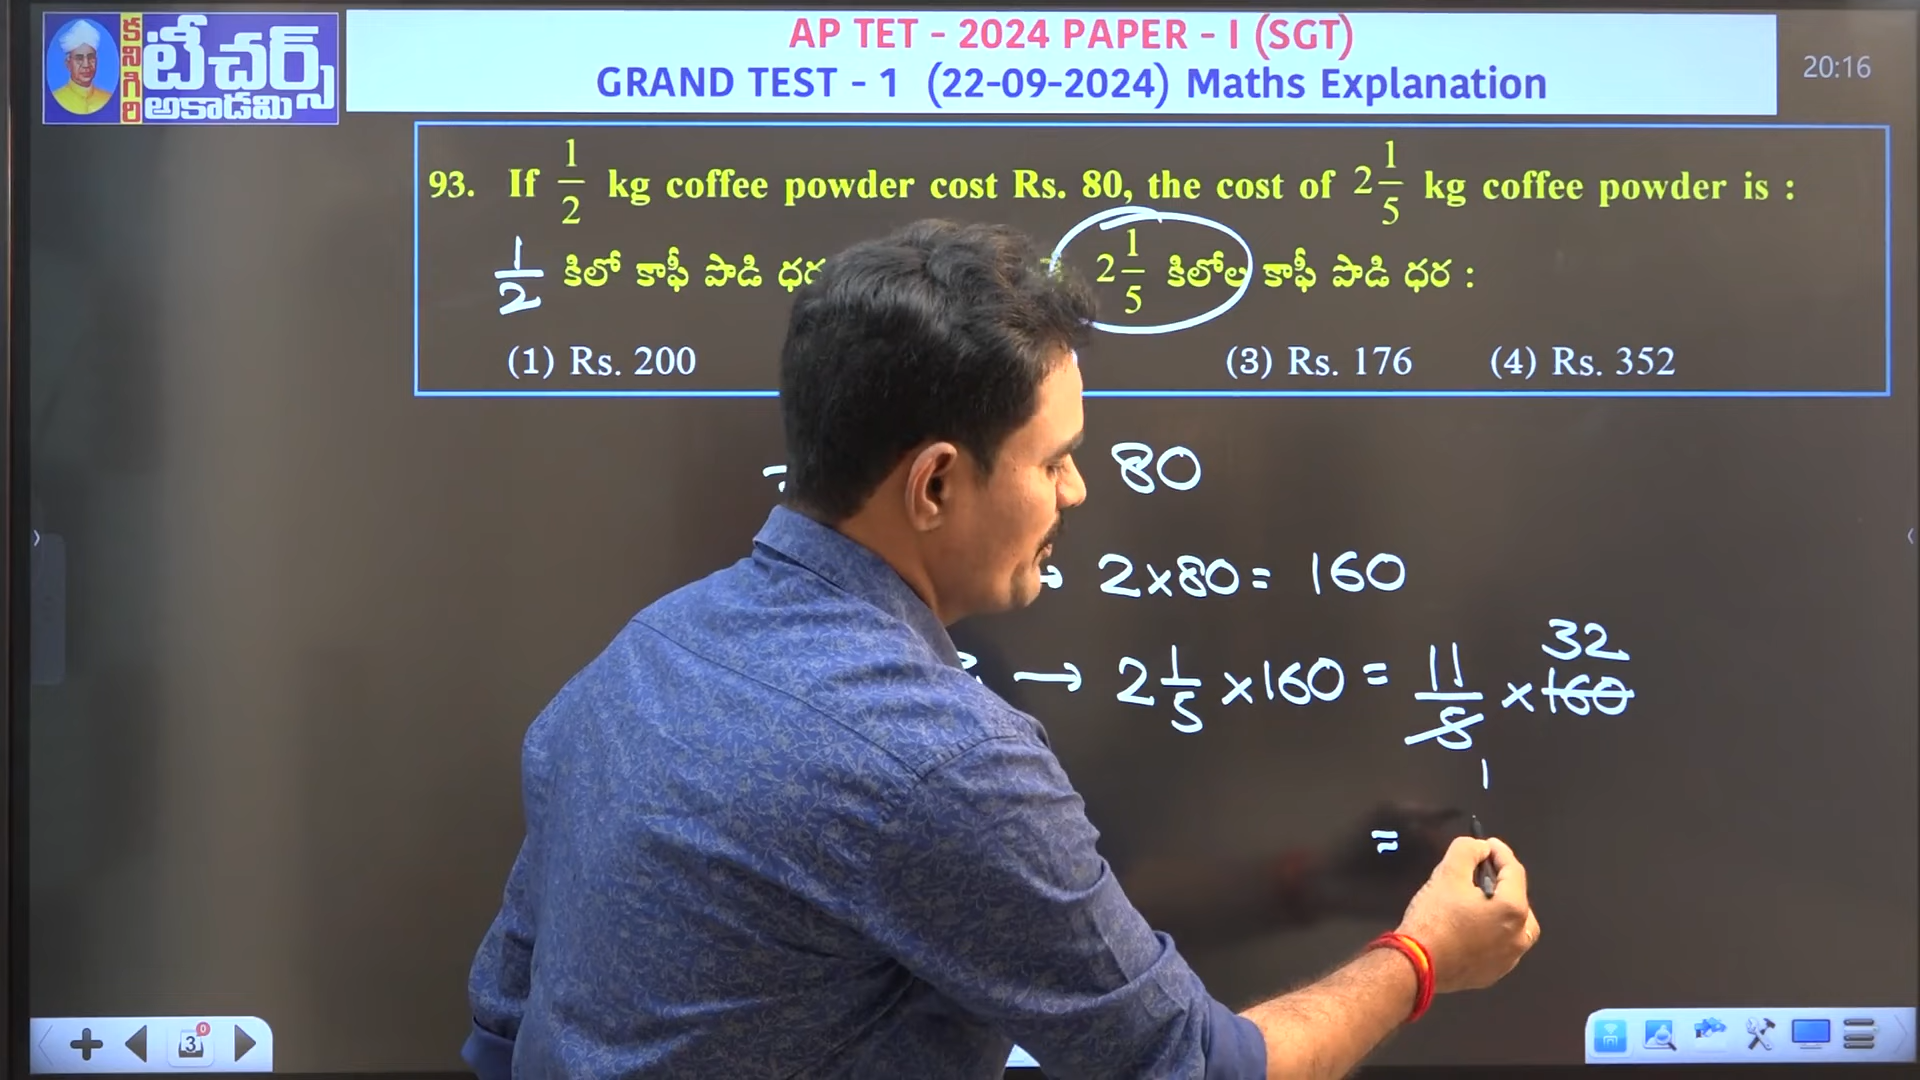 కనిగిరి
టీచర్స్
అకాడమి
AP TET - 2024 PAPER - I (SGT)
GRAND TEST - 1 (22-09-2024) Maths Explanation
20:16
93. If 1/2 kg coffee powder cost Rs. 80, the cost of 2 1/5 kg coffee powder is :
1/2 కిలో కాఫీ పొడి 2 1/5 కిలోల కాఫీ పొడి ధర :
(1) Rs. 200 (3) Rs. 176 (4) Rs. 352
80
2×80= 160
→ 2 1/5 ×160 = 11/5 ×160
32
1
=
3
0